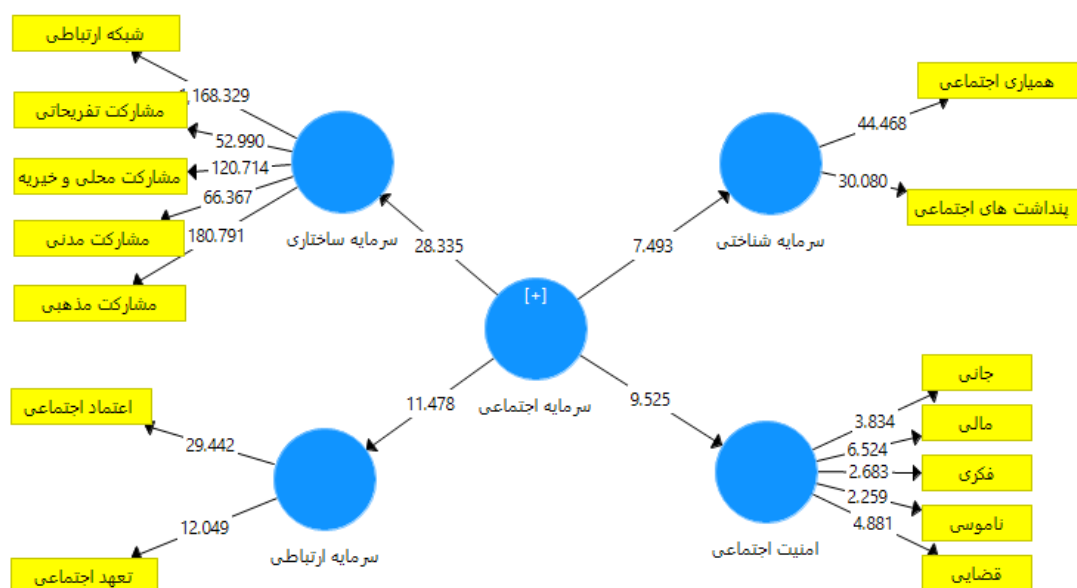 شبکه ارتباطی
1,168.329
مشارکت تفریحاتی
52.990
مشارکت محلی و خیریه
120.714
66.367
مشارکت مدنی
180.791
مشارکت مذهبی
سرمایه ساختاری
28.335
همیاری اجتماعی
44.468
30.080
پنداشت های اجتماعی
سرمایه شناختی
7.493
[+]
سرمایه اجتماعی
11.478
9.525
اعتماد اجتماعی
29.442
12.049
تعهد اجتماعی
سرمایه ارتباطی
جانی
3.834
مالی
6.524
فکری
2.683
2.259
ناموسی
4.881
قضایی
امنیت اجتماعی